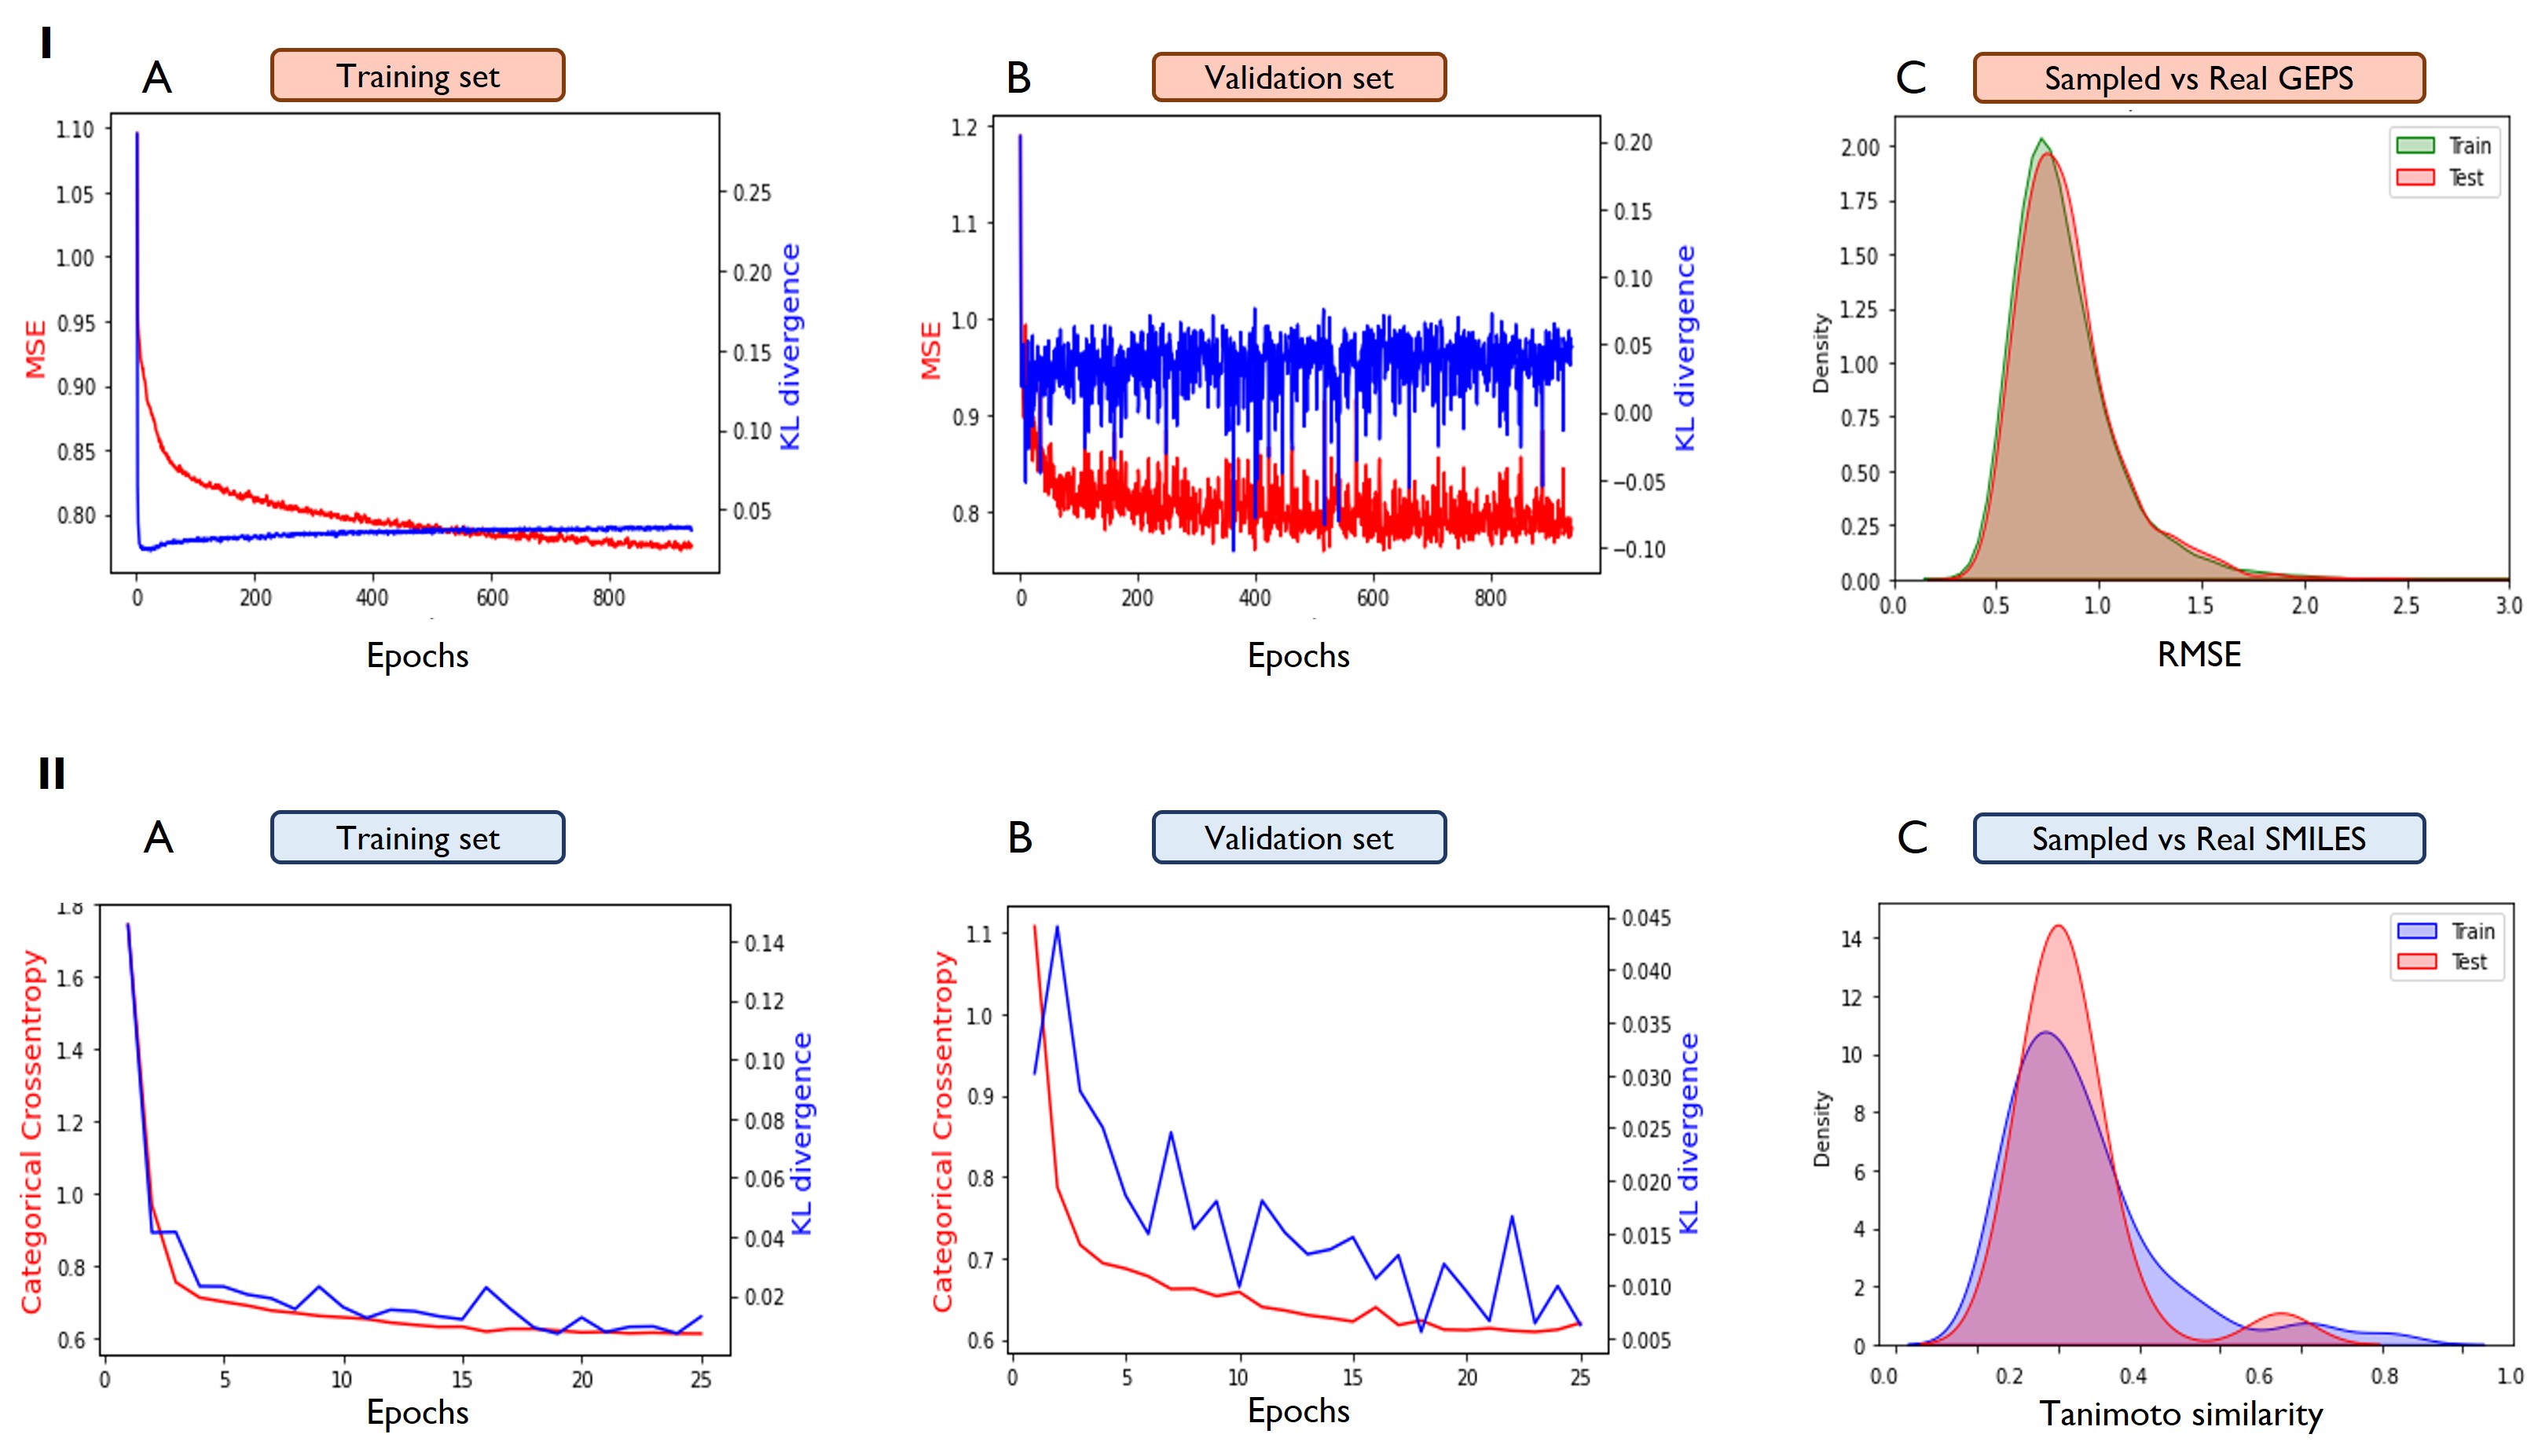 I
A
Training set
1.10
1.05
1.00
0.95
0.90
0.85
0.80
MSE
0.25
0.20
0.15
0.10
0.05
KL divergence
0 200 400 600 800
Epochs
B
Validation set
1.2
1.1
1.0
0.9
0.8
MSE
0.20
0.15
0.10
0.05
0.00
−0.05
−0.10
KL divergence
0 200 400 600 800
Epochs
C
Sampled vs Real GEPS
Train
Test
2.00
1.75
1.50
1.25
1.00
0.75
0.50
0.25
0.00
Density
0.0 0.5 1.0 1.5 2.0 2.5 3.0
RMSE
II
A
Training set
1.8
1.6
1.4
1.2
1.0
0.8
0.6
Categorical Crossentropy
0.14
0.12
0.10
0.08
0.06
0.04
0.02
KL divergence
0 5 10 15 20 25
Epochs
B
Validation set
1.1
1.0
0.9
0.8
0.7
0.6
Categorical Crossentropy
0.045
0.040
0.035
0.030
0.025
0.020
0.015
0.010
0.005
KL divergence
0 5 10 15 20 25
Epochs
C
Sampled vs Real SMILES
Train
Test
14
12
10
8
6
4
2
0
Density
0.0 0.2 0.4 0.6 0.8 1.0
Tanimoto similarity